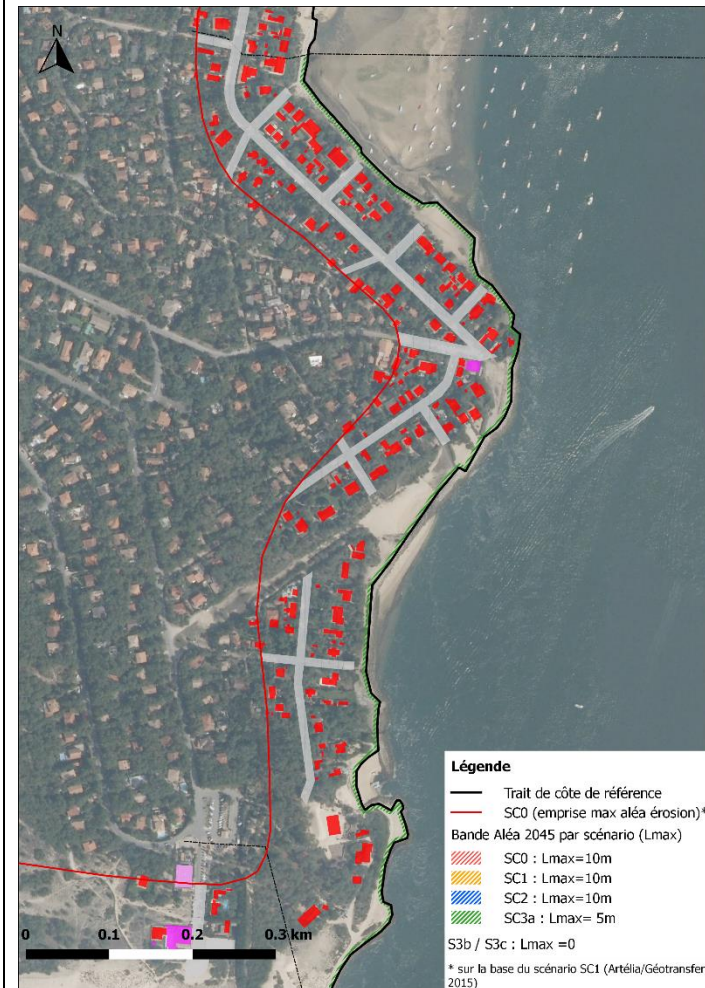 N
Légende
Trait de côte de référence
SC0 (emprise max aléa érosion)*
Bande Aléa 2045 par scénario (Lmax)
SC0 : Lmax=10m
SC1 : Lmax=10m
SC2 : Lmax=10m
SC3a : Lmax= 5m
S3b / S3c : Lmax =0
* sur la base du scénario SC1 (Artélia/Géotransfer
2015)
0 0.1 0.2 0.3 km